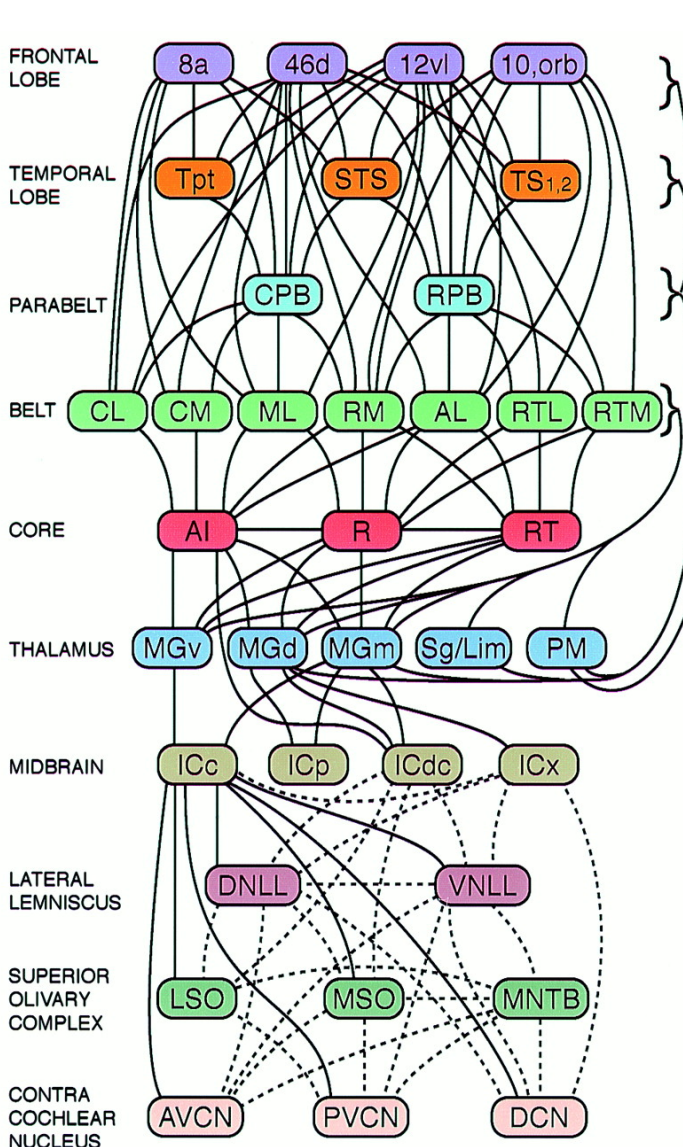 FRONTAL
LOBE
8a 46d 12vl 10,orb
TEMPORAL
LOBE
Tpt STS TS1,2
PARABELT
CPB RPB
BELT
CL CM ML RM AL RTL RTM
CORE
AI R RT
THALAMUS
MGv MGd MGm Sg/Lim PM
MIDBRAIN
ICc ICp ICdc ICx
LATERAL
LEMNISCUS
DNLL VNLL
SUPERIOR
OLIVARY
COMPLEX
LSO MSO MNTB
CONTRA
COCHLEAR
NUCLEUS
AVCN PVCN DCN